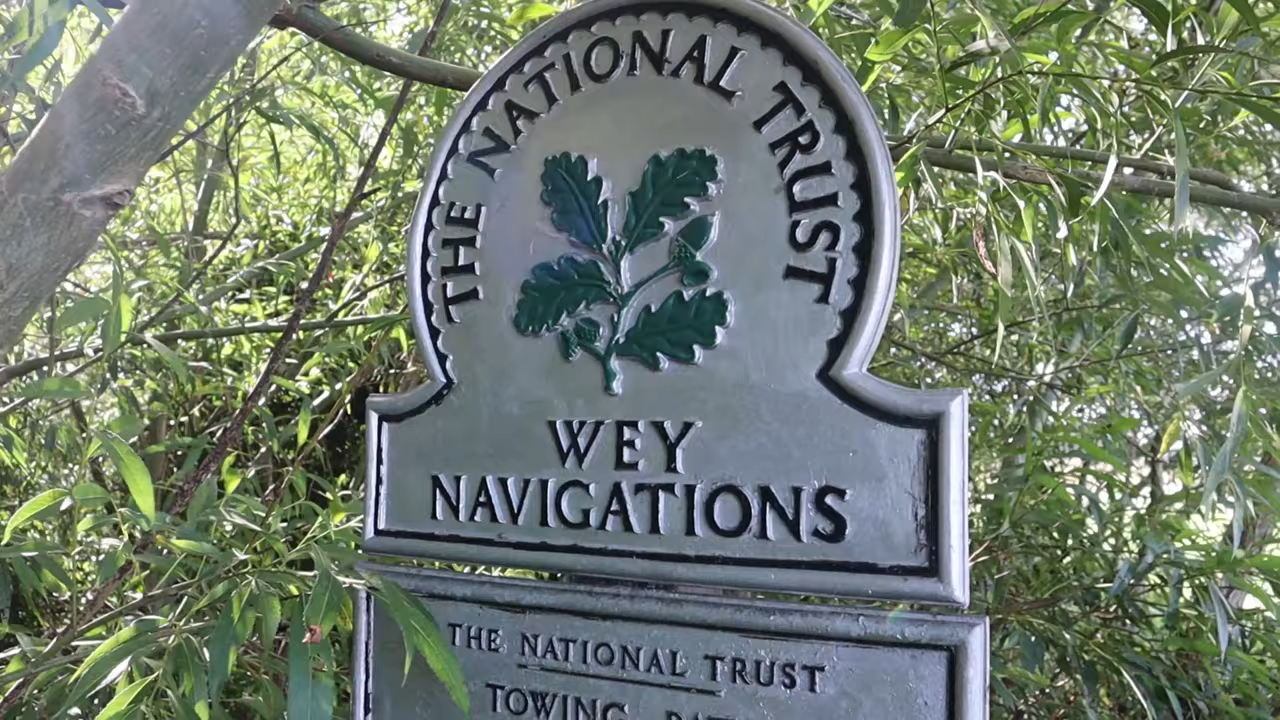 THE NATIONAL TRUST
WEY
NAVIGATIONS
THE NATIONAL TRUST
TOWING